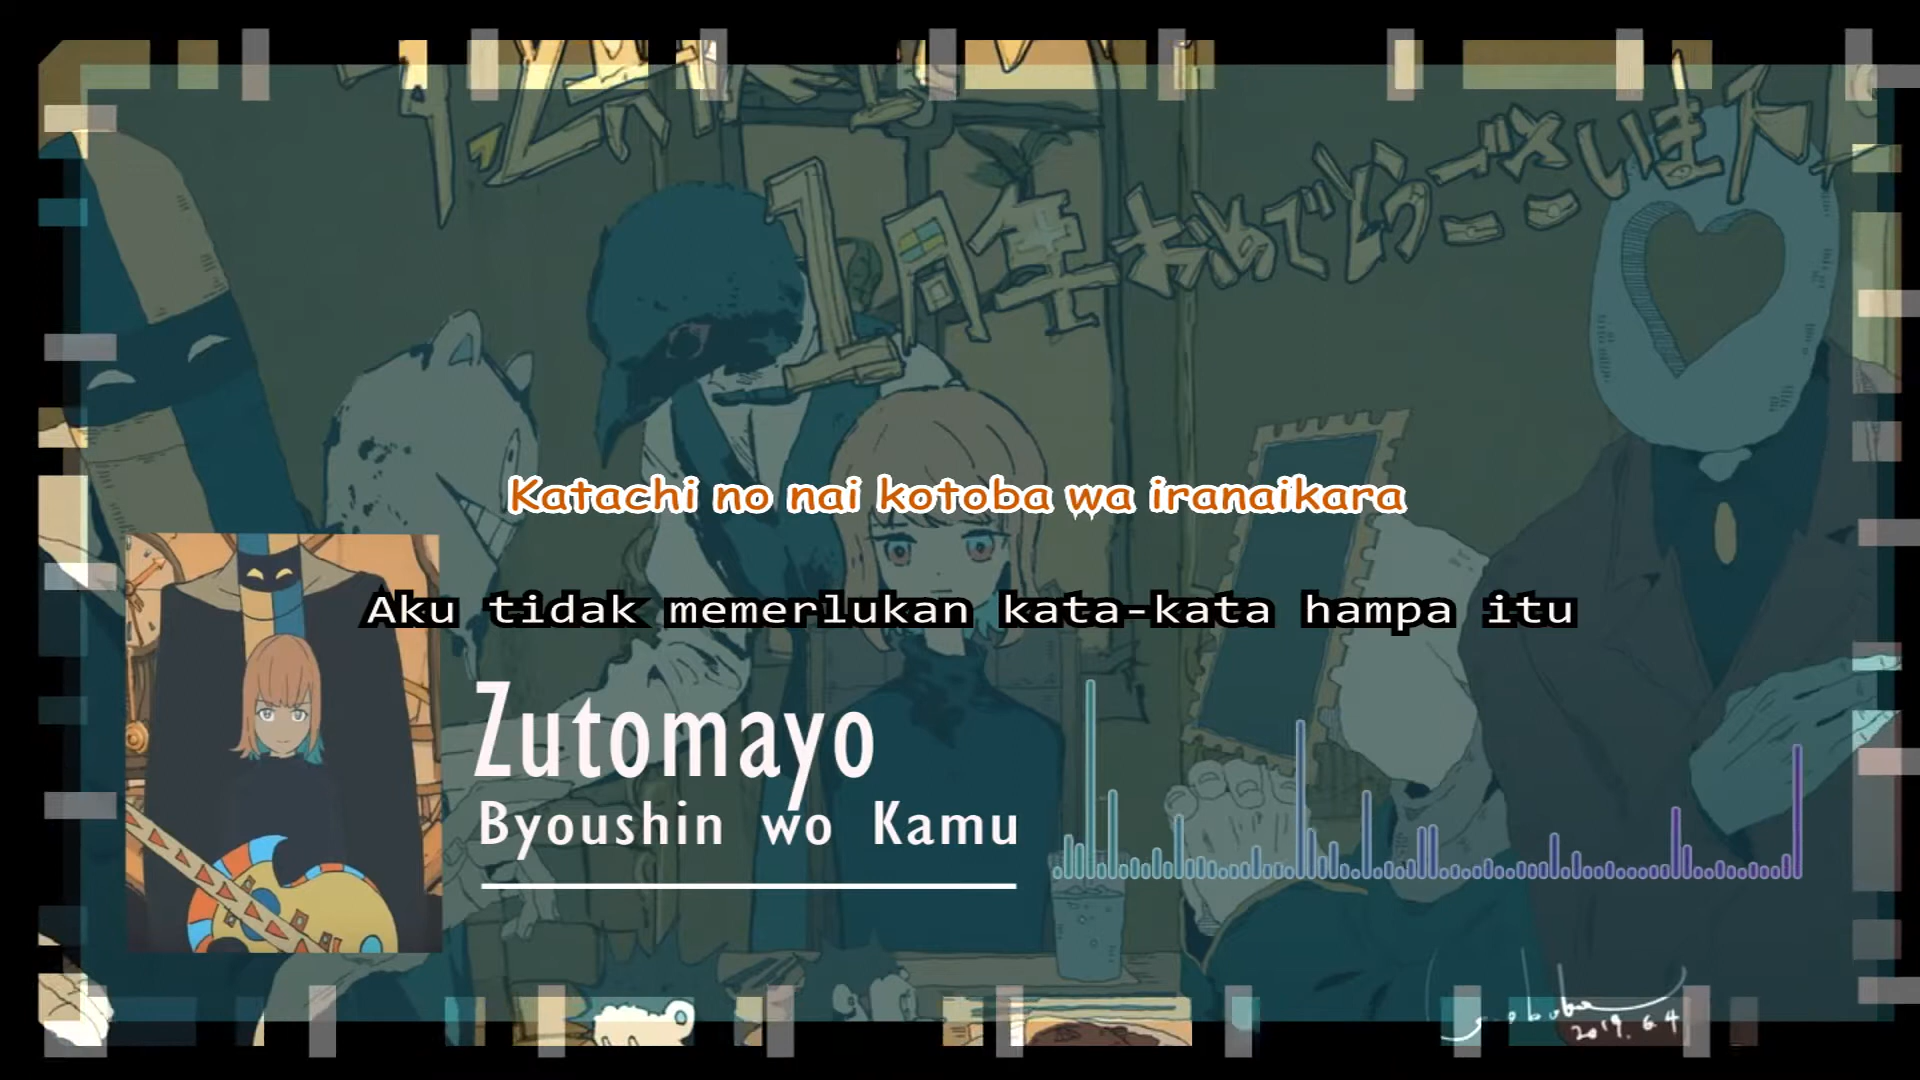 1周年おめでとうございます
Katachi no nai kotoba wa iranaikara
Aku tidak memerlukan kata-kata hampa itu
Zutomayo
Byoushin wo Kamu
2019.6.4